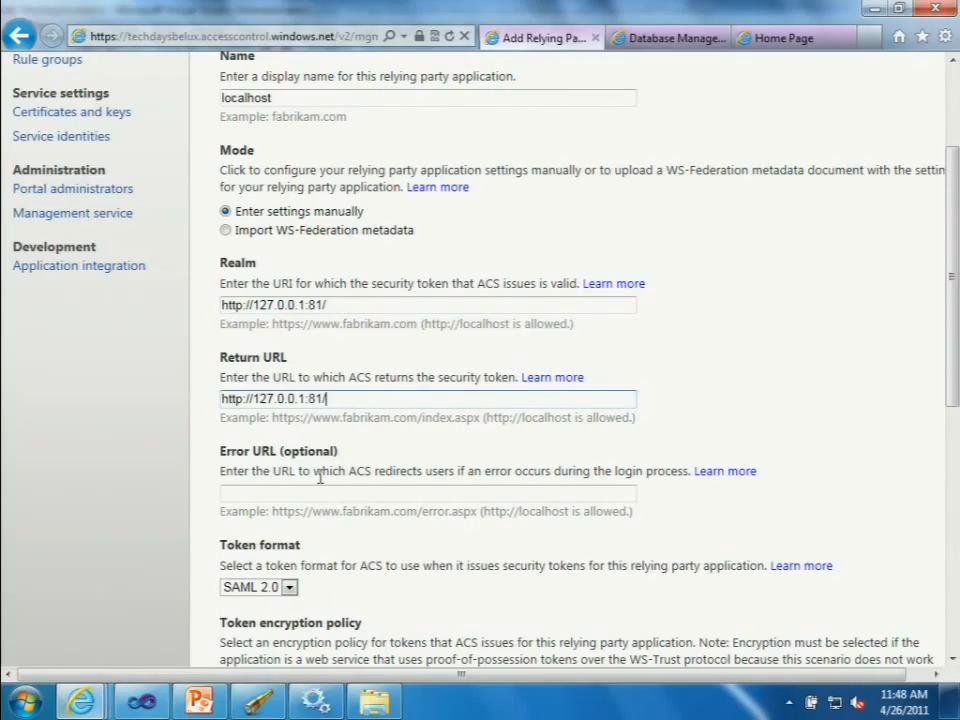 https://techdaysbelux.accesscontrol.windows.net/v2/mgn
Add Relying Pa...
Database Manage...
Home Page
Rule groups
Service settings
Certificates and keys
Service identities
Administration
Portal administrators
Management service
Development
Application integration
Name
Enter a display name for this relying party application.
localhost
Example: fabrikam.com
Mode
Click to configure your relying party application settings manually or to upload a WS-Federation metadata document with the settin
for your relying party application. Learn more
Enter settings manually
Import WS-Federation metadata
Realm
Enter the URI for which the security token that ACS issues is valid. Learn more
http://127.0.0.1:81/
Example: https://www.fabrikam.com (http://localhost is allowed.)
Return URL
Enter the URL to which ACS returns the security token. Learn more
http://127.0.0.1:81/
Example: https://www.fabrikam.com/index.aspx (http://localhost is allowed.)
Error URL (optional)
Enter the URL to which ACS redirects users if an error occurs during the login process. Learn more
Example: https://www.fabrikam.com/error.aspx (http://localhost is allowed.)
Token format
Select a token format for ACS to use when it issues security tokens for this relying party application. Learn more
SAML 2.0
Token encryption policy
Select an encryption policy for tokens that ACS issues for this relying party application. Note: Encryption must be selected if the
application is a web service that uses proof-of-possession tokens over the WS-Trust protocol because this scenario does not work
11:48 AM
4/26/2011